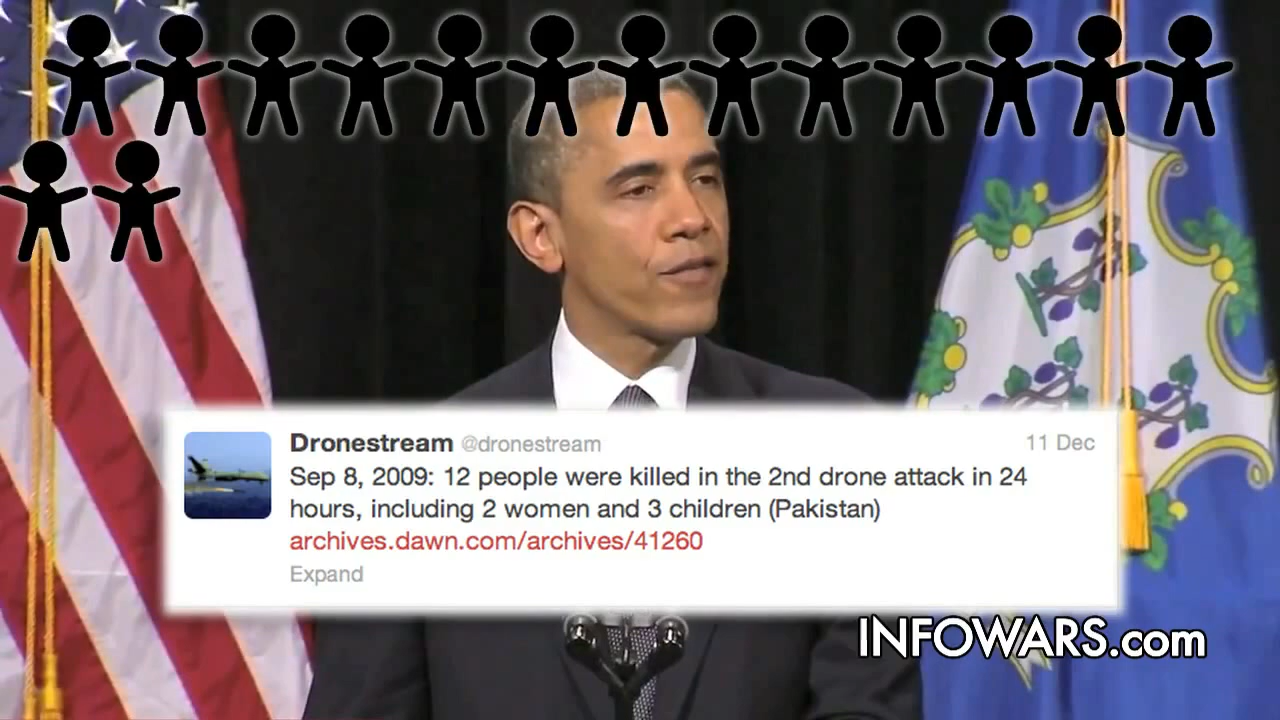 Dronestream @dronestream 11 Dec
Sep 8, 2009: 12 people were killed in the 2nd drone attack in 24
hours, including 2 women and 3 children (Pakistan)
archives.dawn.com/archives/41260
Expand
INFOWARS.com